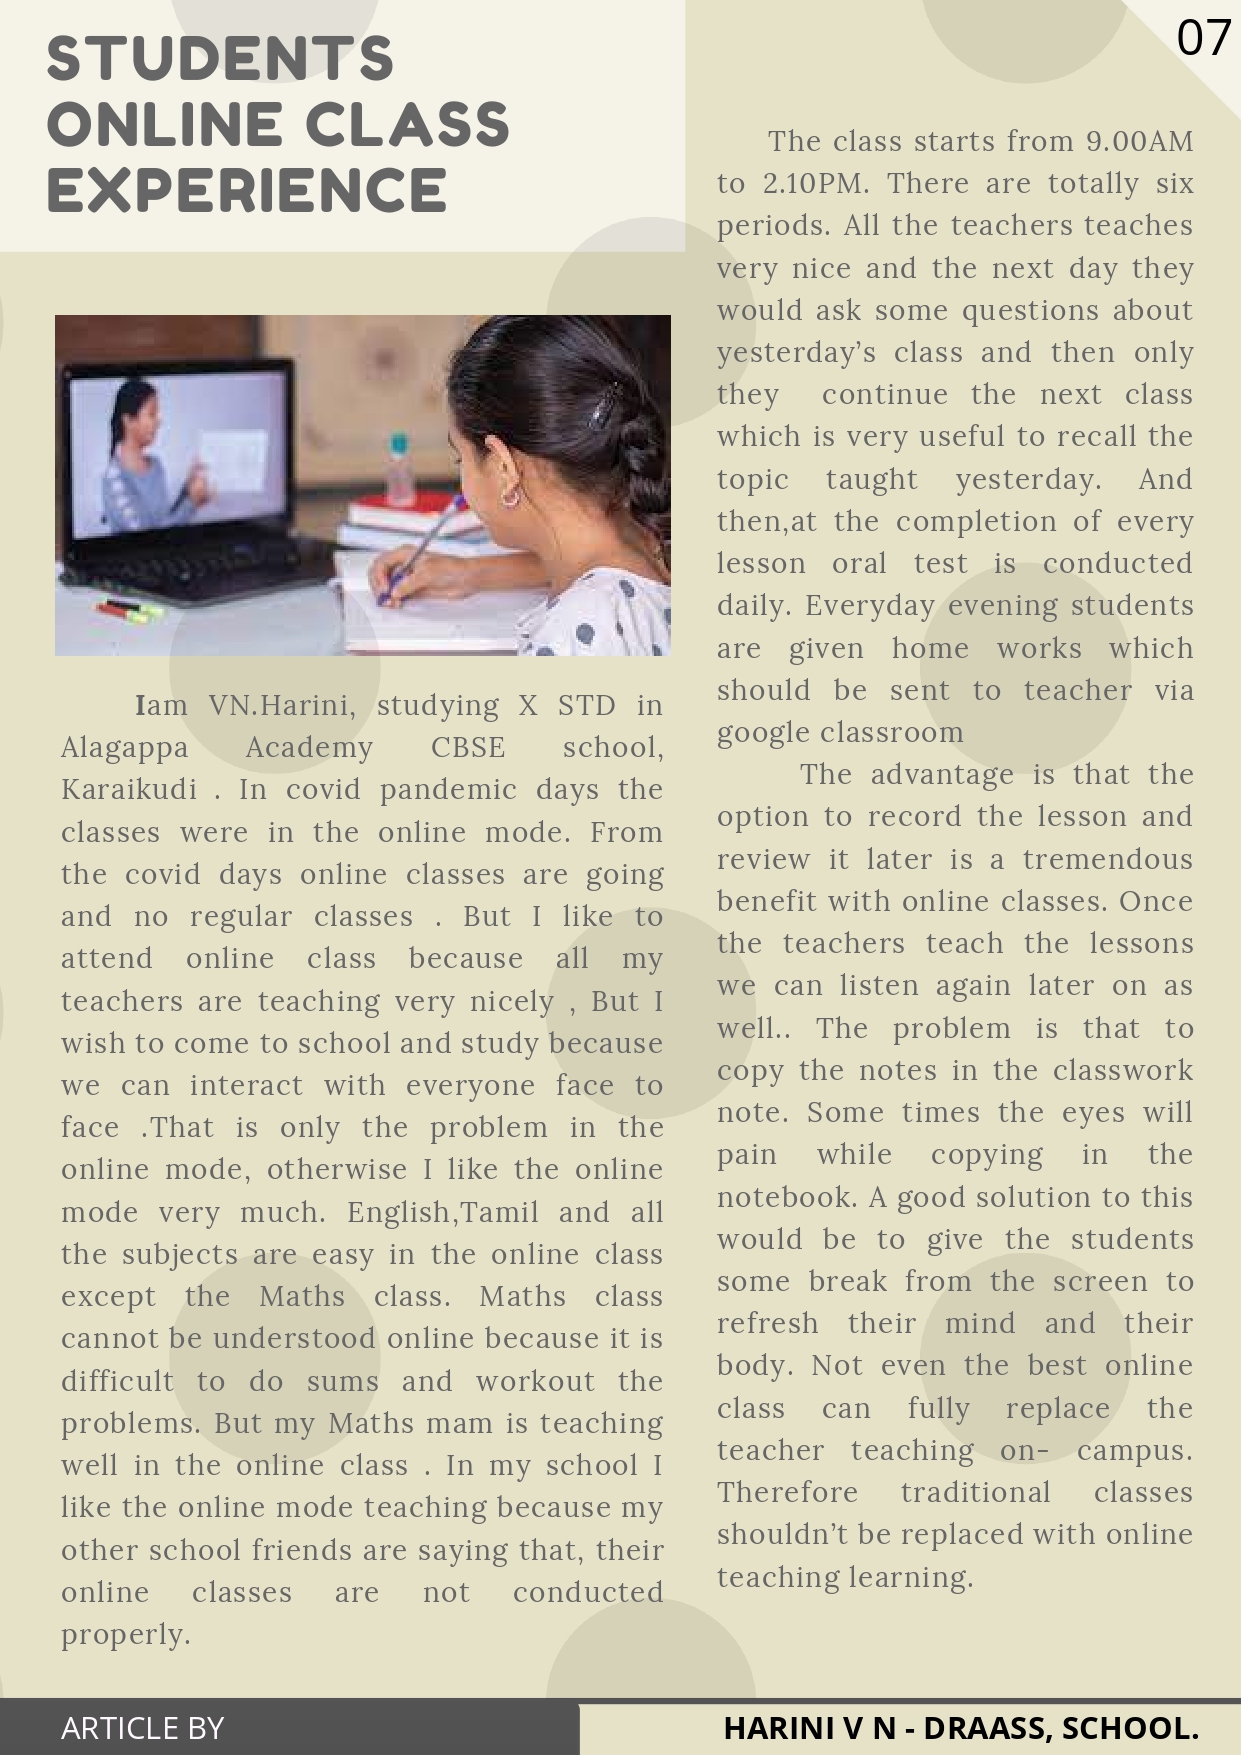 STUDENTS
ONLINE CLASS
EXPERIENCE
07
Iam VN.Harini, studying X STD in
Alagappa Academy CBSE school,
Karaikudi . In covid pandemic days the
classes were in the online mode. From
the covid days online classes are going
and no regular classes . But I like to
attend online class because all my
teachers are teaching very nicely , But I
wish to come to school and study because
we can interact with everyone face to
face .That is only the problem in the
online mode, otherwise I like the online
mode very much. English,Tamil and all
the subjects are easy in the online class
except the Maths class. Maths class
cannot be understood online because it is
difficult to do sums and workout the
problems. But my Maths mam is teaching
well in the online class . In my school I
like the online mode teaching because my
other school friends are saying that, their
online classes are not conducted
properly.
The class starts from 9.00AM
to 2.10PM. There are totally six
periods. All the teachers teaches
very nice and the next day they
would ask some questions about
yesterday’s class and then only
they continue the next class
which is very useful to recall the
topic taught yesterday. And
then,at the completion of every
lesson oral test is conducted
daily. Everyday evening students
are given home works which
should be sent to teacher via
google classroom
The advantage is that the
option to record the lesson and
review it later is a tremendous
benefit with online classes. Once
the teachers teach the lessons
we can listen again later on as
well.. The problem is that to
copy the notes in the classwork
note. Some times the eyes will
pain while copying in the
notebook. A good solution to this
would be to give the students
some break from the screen to
refresh their mind and their
body. Not even the best online
class can fully replace the
teacher teaching on- campus.
Therefore traditional classes
shouldn’t be replaced with online
teaching learning.
ARTICLE BY
HARINI V N - DRAASS, SCHOOL.